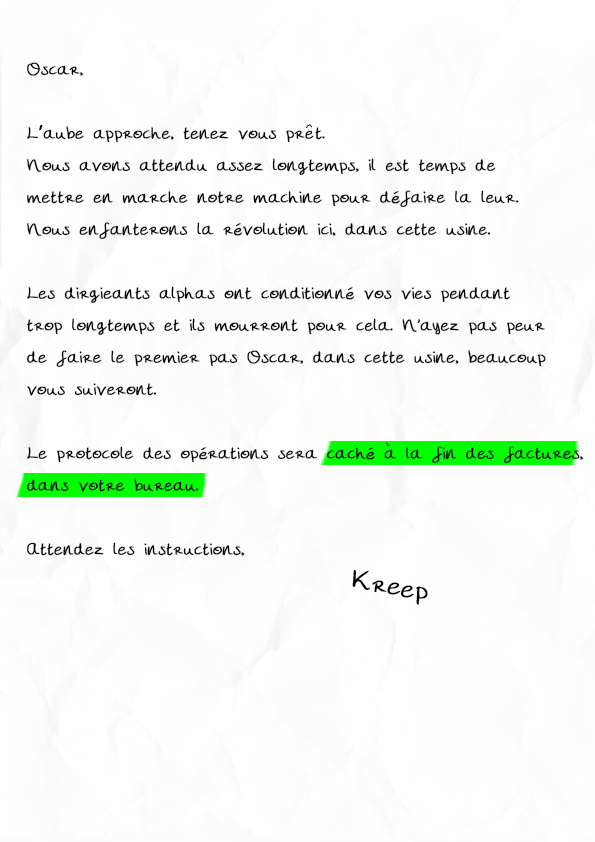 Oscar,
L'aube approche, tenez vous prêt.
Nous avons attendu assez longtemps, il est temps de
mettre en marche notre machine pour défaire la leur.
Nous enfanterons la révolution ici, dans cette usine.
Les dirgieants alphas ont conditionné vos vies pendant
trop longtemps et ils mourront pour cela. N'ayez pas peur
de faire le premier pas Oscar, dans cette usine, beaucoup
vous suiveront.
Le protocole des opérations sera caché à la fin des factures,
dans votre bureau.
Attendez les instructions,
Kreep